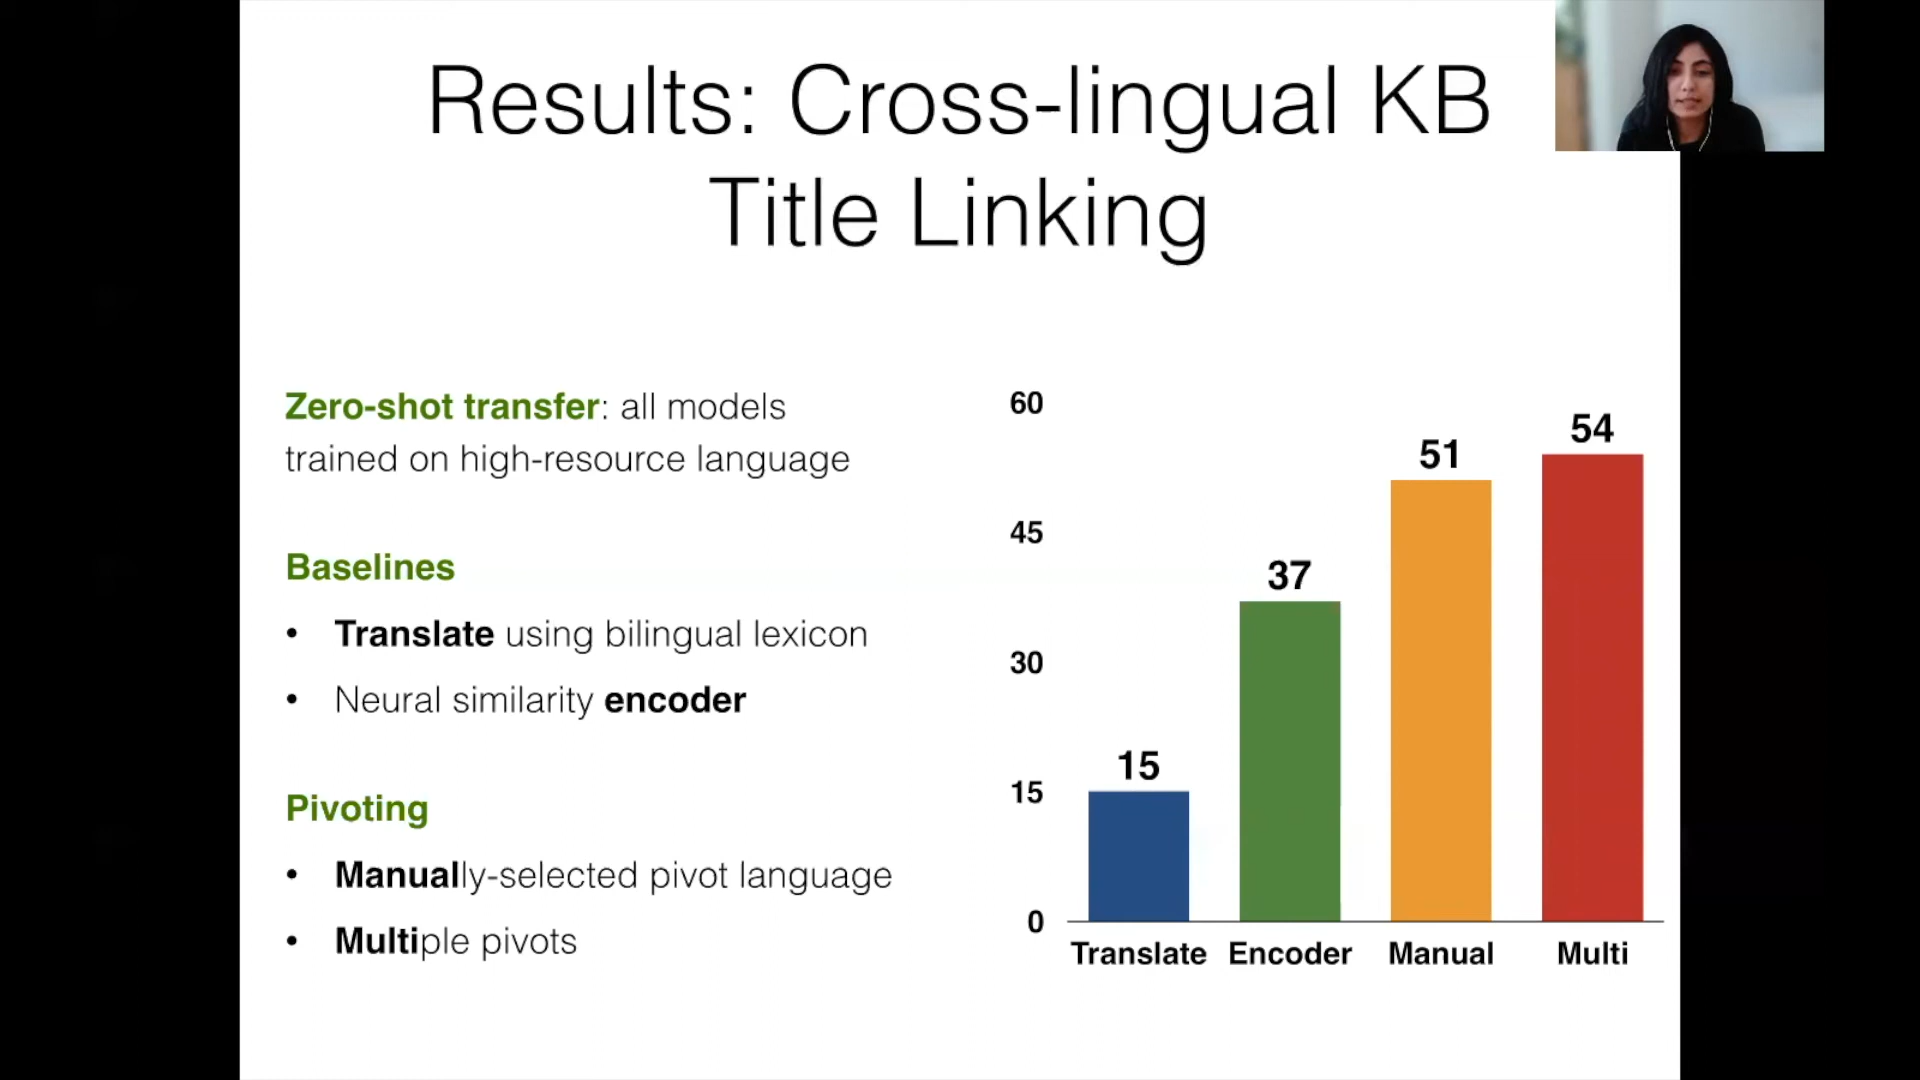 Results: Cross-lingual KB
Title Linking
Zero-shot transfer: all models
trained on high-resource language
Baselines
• Translate using bilingual lexicon
• Neural similarity encoder
Pivoting
• Manually-selected pivot language
• Multiple pivots
60
45
30
15
0
15
37
51
54
Translate Encoder Manual Multi